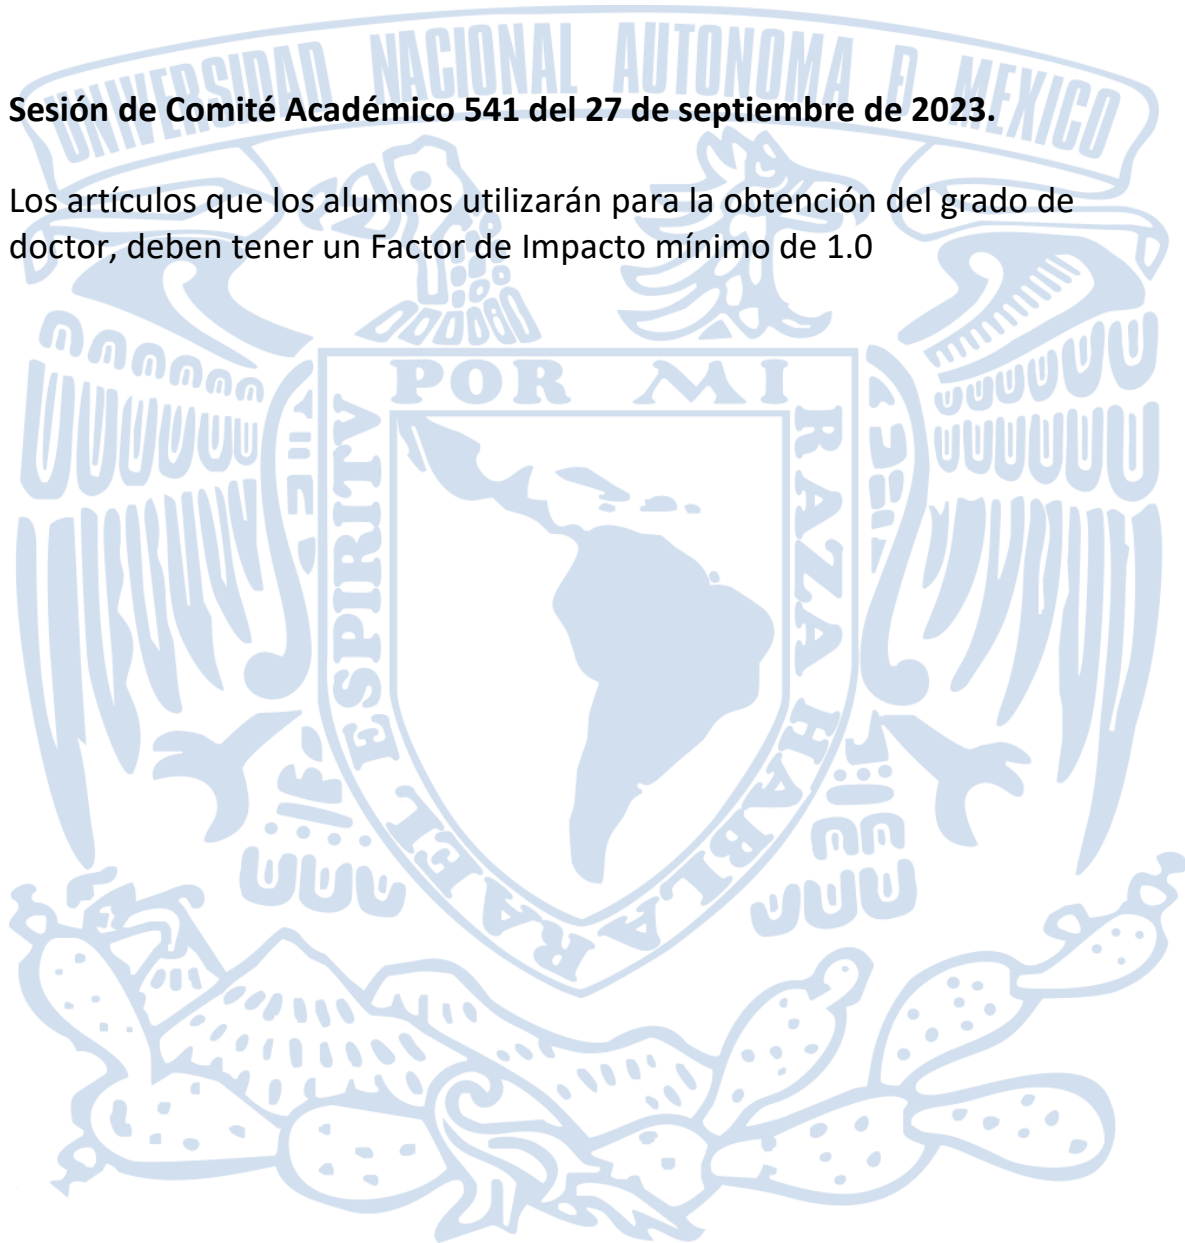 UNIVERSIDAD NACIONAL AUTONOMA D MEXICO
Sesión de Comité Académico 541 del 27 de septiembre de 2023.
Los artículos que los alumnos utilizarán para la obtención del grado de
doctor, deben tener un Factor de Impacto mínimo de 1.0
POR MI RAZA HABLARA EL ESPIRITV